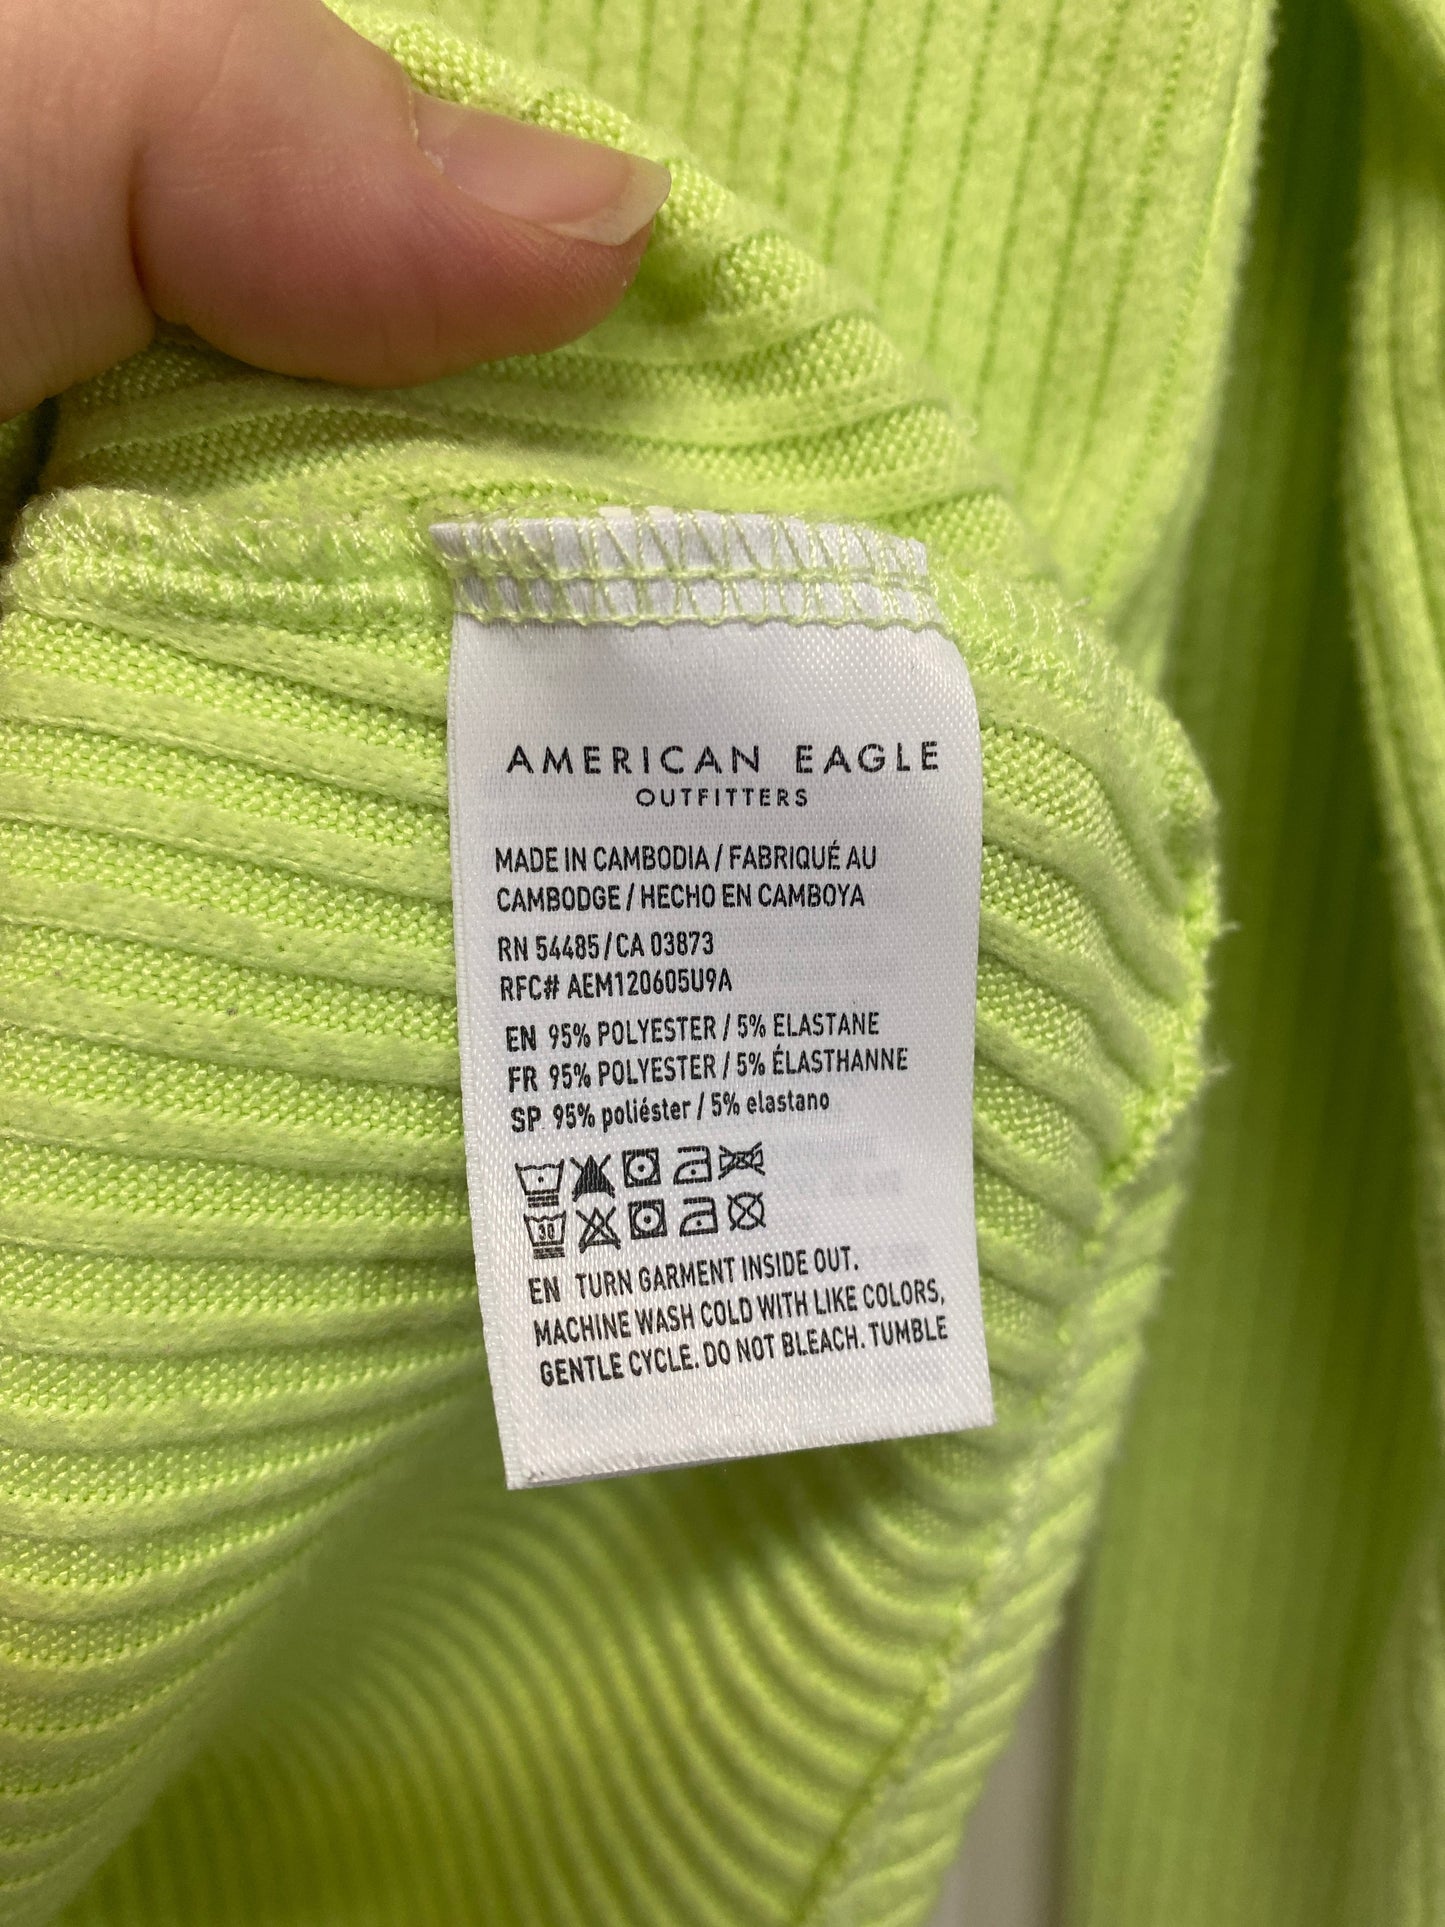 AMERICAN EAGLE
OUTFITTERS
MADE IN CAMBODIA / FABRIQUÉ AU
CAMBODGE / HECHO EN CAMBOYA
RN 54485 / CA 03873
RFC# AEM120605U9A
EN 95% POLYESTER / 5% ELASTANE
FR 95% POLYESTER / 5% ÉLASTHANNE
SP 95% poliéster / 5% elastano
30
EN TURN GARMENT INSIDE OUT.
MACHINE WASH COLD WITH LIKE COLORS,
GENTLE CYCLE. DO NOT BLEACH. TUMBLE